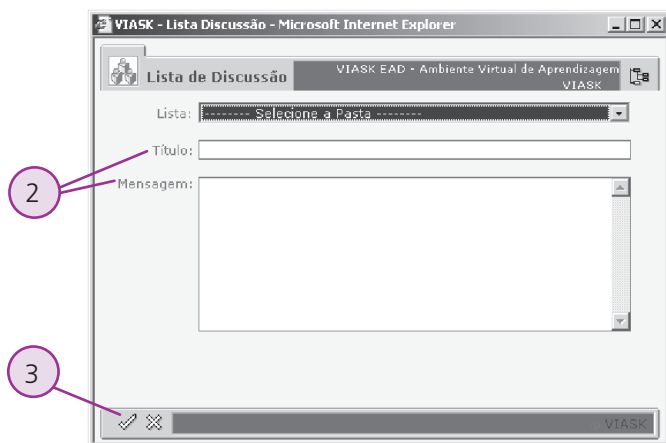 VIASK - Lista Discussão - Microsoft Internet Explorer
Lista de Discussão
VIASK EAD - Ambiente Virtual de Aprendizagem
VIASK
Lista: -------- Selecione a Pasta --------
Título:
2
Mensagem:
3
VIASK